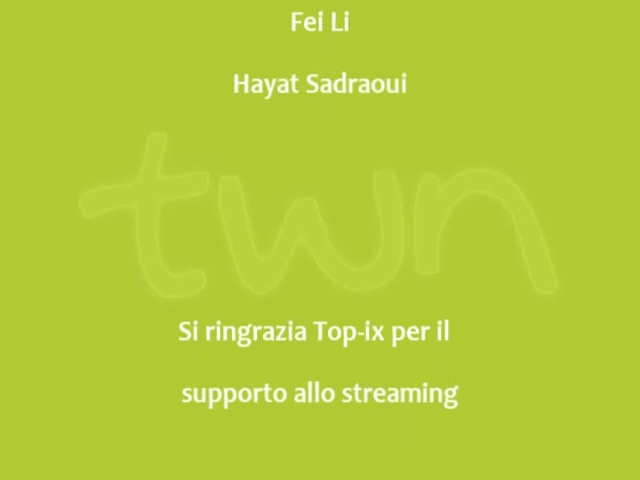 Fei Li
Hayat Sadraoui
twn
Si ringrazia Top-ix per il
supporto allo streaming